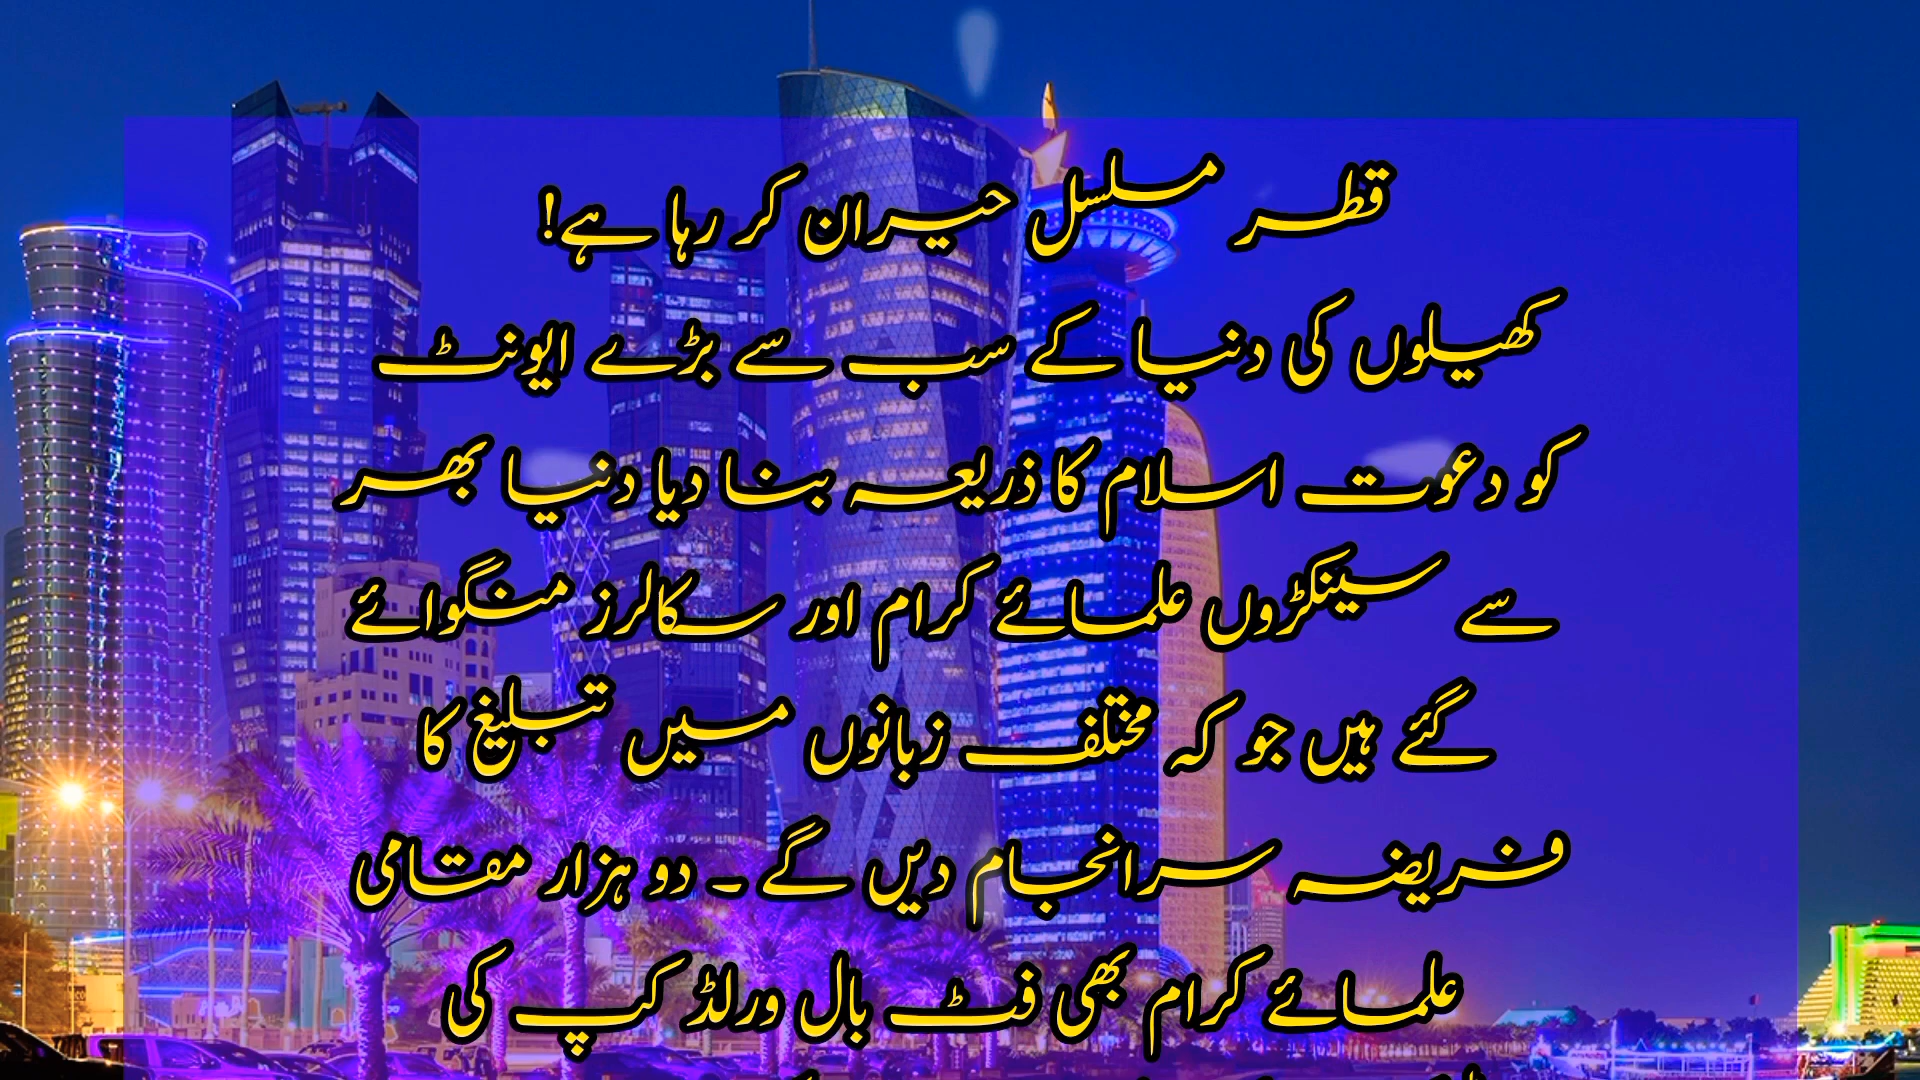 قطر مسلسل حیران کر رہا ہے!
کھیلوں کی دنیا کے سب سے بڑے ایونٹ
کو دعوت اسلام کا ذریعہ بنا دیا دنیا بھر
سے سینکڑوں علمائے کرام اور سکالرز منگوائے
گئے ہیں جو کہ مختلف زبانوں میں تبلیغ کا
فریضہ سرانجام دیں گے ۔ دو ہزار مقامی
علمائے کرام بھی فٹ بال ورلڈ کپ کی